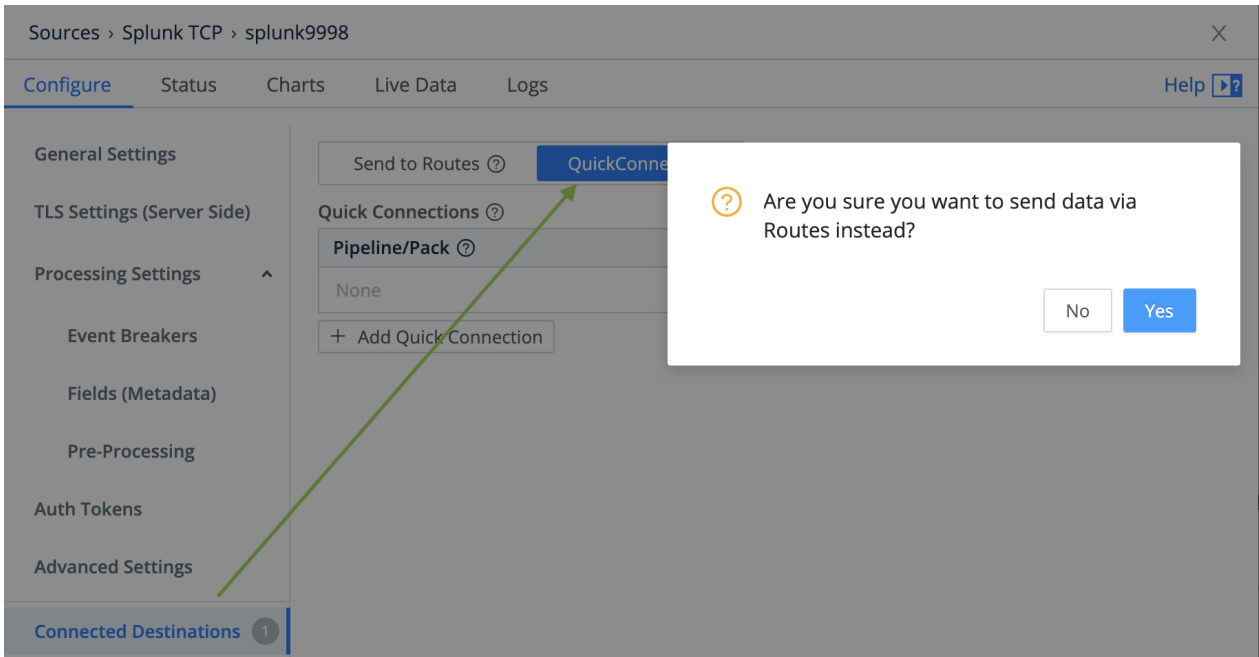 Sources › Splunk TCP › splunk9998
X
Configure Status Charts Live Data Logs Help ?
General Settings
TLS Settings (Server Side)
Processing Settings
Event Breakers
Fields (Metadata)
Pre-Processing
Auth Tokens
Advanced Settings
Connected Destinations 1
Send to Routes ? QuickConne
Quick Connections ?
Pipeline/Pack ?
None
+ Add Quick Connection
? Are you sure you want to send data via
Routes instead?
No Yes